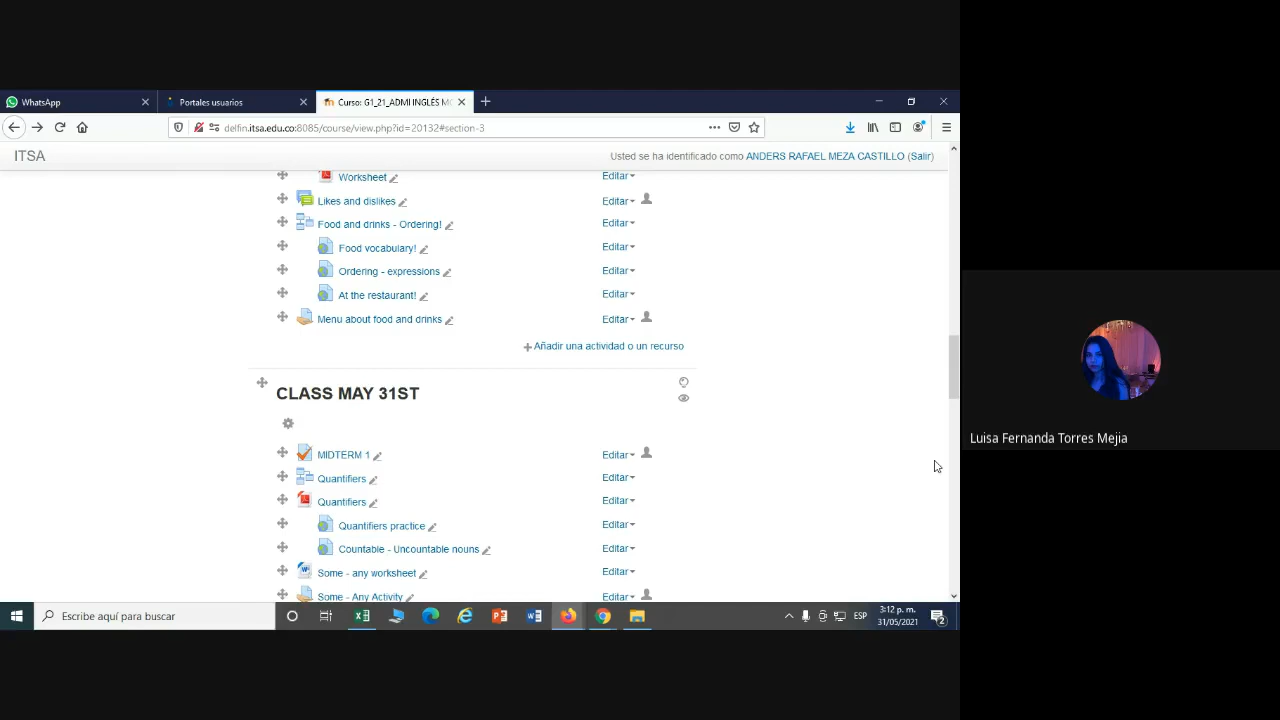 WhatsApp
Portales usuarios
Curso: G1_21_ADMI INGLÉS MC
delfin.itsa.edu.co:8085/course/view.php?id=20132#section-3
ITSA
Usted se ha identificado como ANDERS RAFAEL MEZA CASTILLO (Salir)
Worksheet Editar
Likes and dislikes Editar
Food and drinks - Ordering! Editar
Food vocabulary! Editar
Ordering - expressions Editar
At the restaurant! Editar
Menu about food and drinks Editar
Añadir una actividad o un recurso
CLASS MAY 31ST
MIDTERM 1 Editar
Quantifiers Editar
Quantifiers Editar
Quantifiers practice Editar
Countable - Uncountable nouns Editar
Some - any worksheet Editar
Some - Any Activity Editar
Luisa Fernanda Torres Mejia
Escribe aquí para buscar
ESP
3:12 p. m.
31/05/2021
2